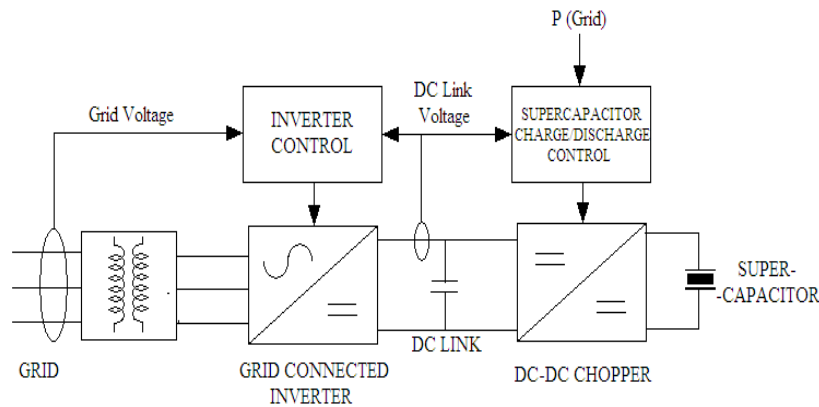 P (Grid)
DC Link
Voltage
Grid Voltage
INVERTER
CONTROL
SUPERCAPACITOR
CHARGE/DISCHARGE
CONTROL
SUPER-
-CAPACITOR
GRID
GRID CONNECTED
INVERTER
DC LINK
DC-DC CHOPPER